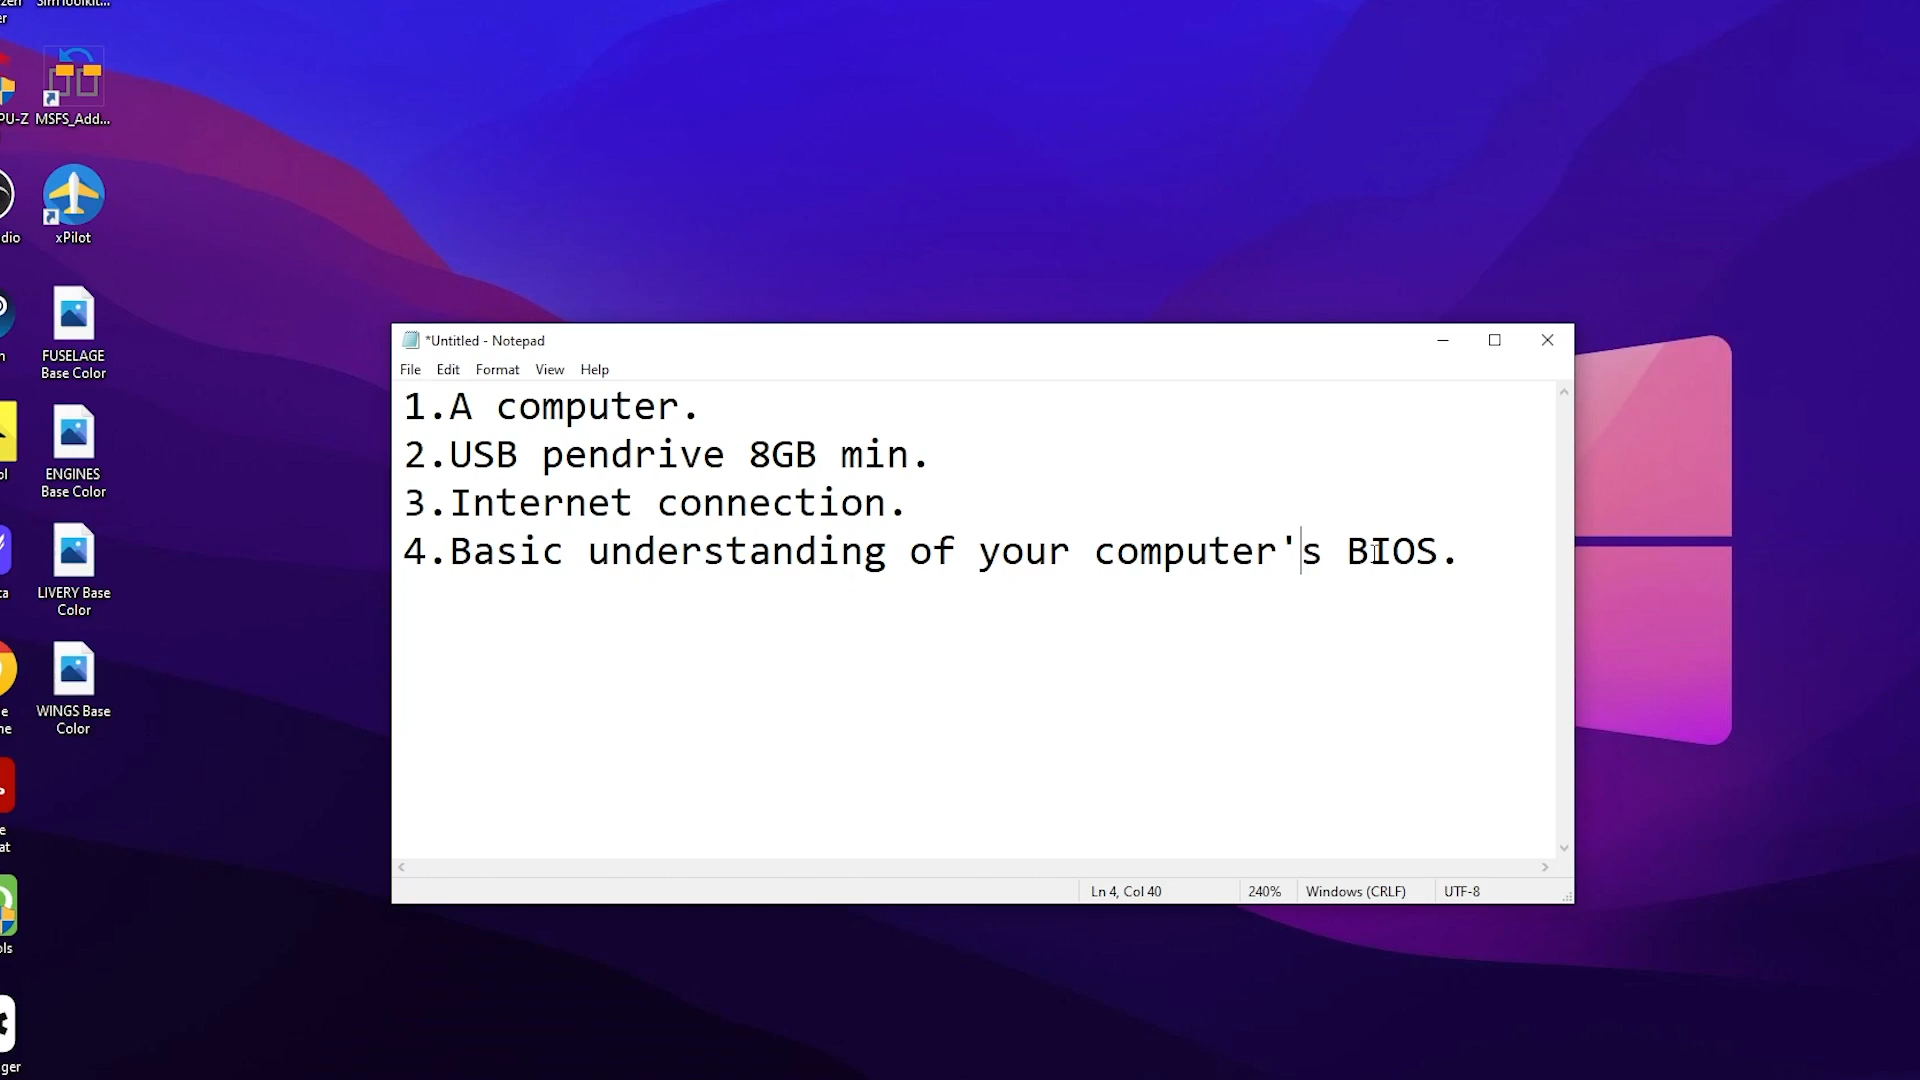 MSFS_Add...
xPilot
FUSELAGE
Base Color
ENGINES
Base Color
LIVERY Base
Color
WINGS Base
Color
*Untitled - Notepad
File Edit Format View Help
1.A computer.
2.USB pendrive 8GB min.
3.Internet connection.
4.Basic understanding of your computer's BIOS.
Ln 4, Col 40 240% Windows (CRLF) UTF-8